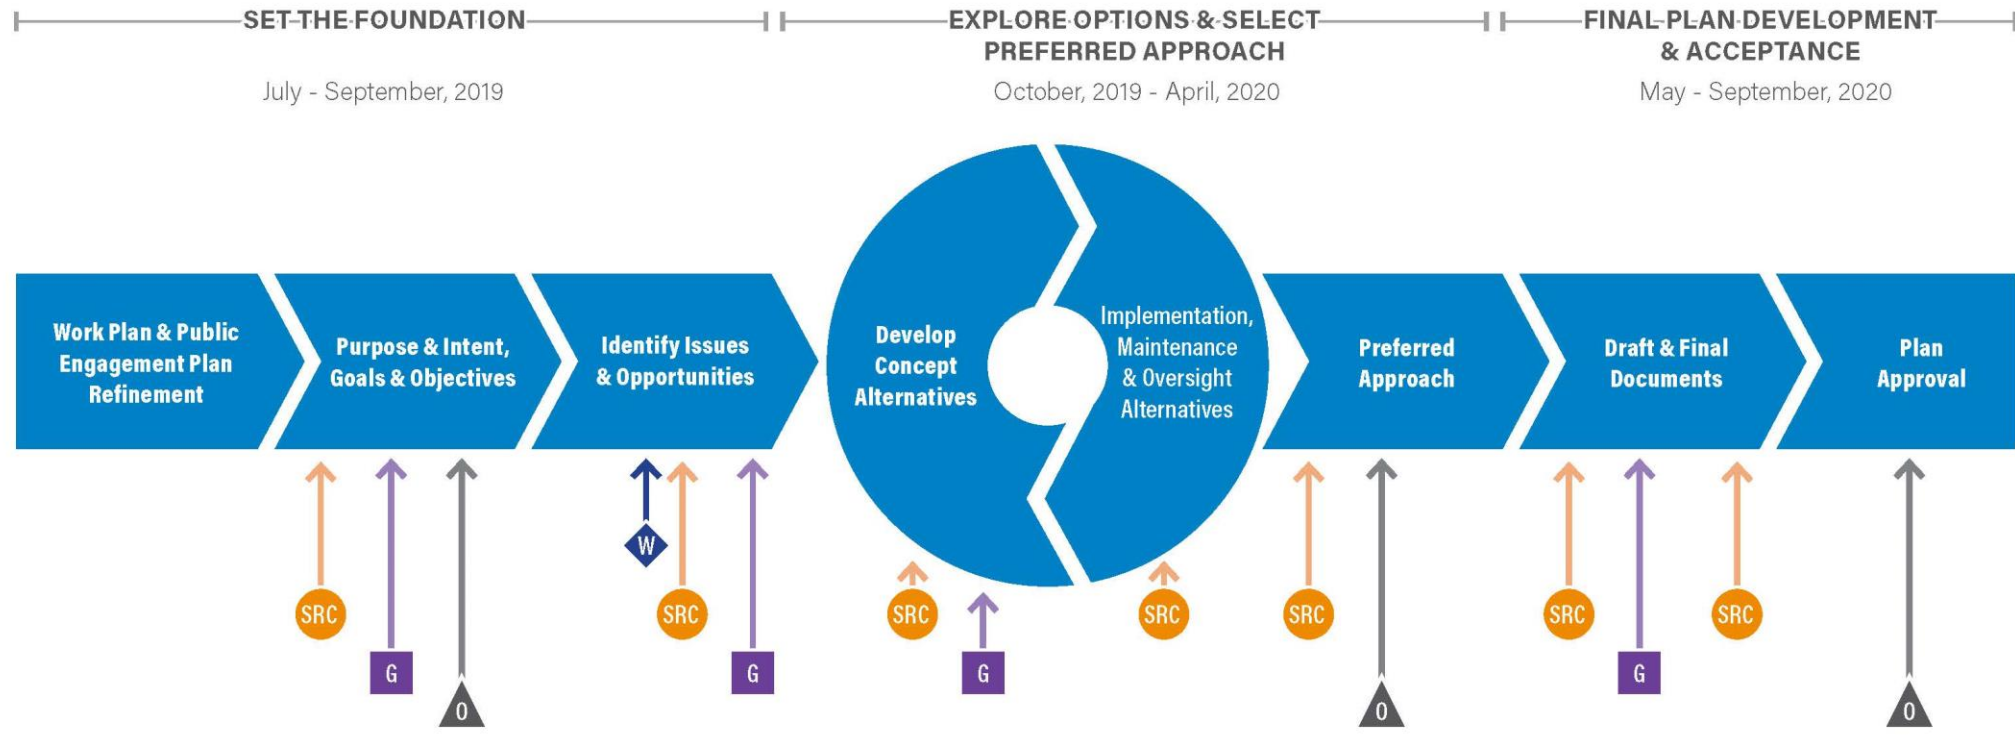 SET THE FOUNDATION
July - September, 2019
EXPLORE OPTIONS & SELECT
PREFERRED APPROACH
October, 2019 - April, 2020
FINAL PLAN DEVELOPMENT
& ACCEPTANCE
May - September, 2020
Work Plan & Public
Engagement Plan
Refinement
Purpose & Intent,
Goals & Objectives
Identify Issues
& Opportunities
Develop
Concept
Alternatives
Implementation,
Maintenance
& Oversight
Alternatives
Preferred
Approach
Draft & Final
Documents
Plan
Approval
SRC
G
O
W
SRC
G
SRC
G
SRC
SRC
O
SRC
G
SRC
O